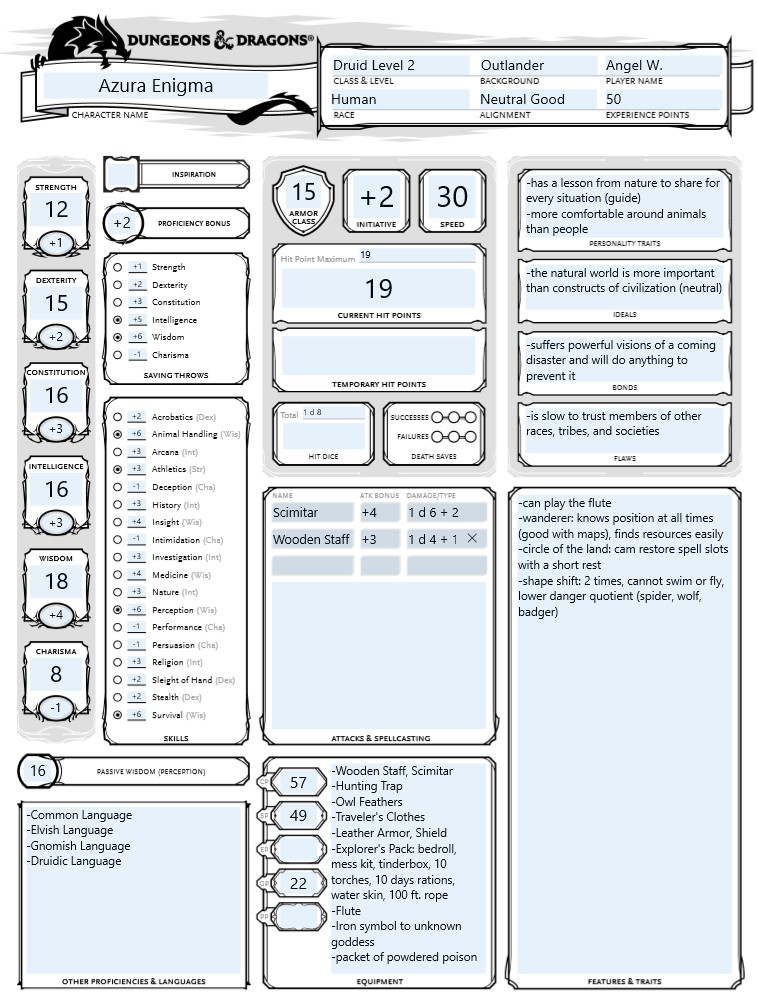 DUNGEONS & DRAGONS®
Azura Enigma
CHARACTER NAME
Druid Level 2 Outlander Angel W.
CLASS & LEVEL BACKGROUND PLAYER NAME
Human Neutral Good 50
RACE ALIGNMENT EXPERIENCE POINTS
STRENGTH
12
+1
DEXTERITY
15
+2
CONSTITUTION
16
+3
INTELLIGENCE
16
+3
WISDOM
18
+4
CHARISMA
8
-1
INSPIRATION
+2 PROFICIENCY BONUS
+1 Strength
+2 Dexterity
+3 Constitution
+5 Intelligence
+6 Wisdom
-1 Charisma
SAVING THROWS
+2 Acrobatics (Dex)
+6 Animal Handling (Wis)
+3 Arcana (Int)
+3 Athletics (Str)
-1 Deception (Cha)
+3 History (Int)
+4 Insight (Wis)
-1 Intimidation (Cha)
+3 Investigation (Int)
+4 Medicine (Wis)
+3 Nature (Int)
+6 Perception (Wis)
-1 Performance (Cha)
-1 Persuasion (Cha)
+3 Religion (Int)
+2 Sleight of Hand (Dex)
+2 Stealth (Dex)
+6 Survival (Wis)
SKILLS
16 PASSIVE WISDOM (PERCEPTION)
-Common Language
-Elvish Language
-Gnomish Language
-Druidic Language
OTHER PROFICIENCIES & LANGUAGES
15
ARMOR
CLASS
+2
INITIATIVE
30
SPEED
Hit Point Maximum 19
19
CURRENT HIT POINTS
TEMPORARY HIT POINTS
Total 1 d 8
HIT DICE
SUCCESSES
FAILURES
DEATH SAVES
NAME ATK BONUS DAMAGE/TYPE
Scimitar +4 1 d 6 + 2
Wooden Staff +3 1 d 4 + 1
ATTACKS & SPELLCASTING
CP 57
SP 49
EP
GP 22
PP
-Wooden Staff, Scimitar
-Hunting Trap
-Owl Feathers
-Traveler's Clothes
-Leather Armor, Shield
-Explorer's Pack: bedroll,
mess kit, tinderbox, 10
torches, 10 days rations,
water skin, 100 ft. rope
-Flute
-Iron symbol to unknown
goddess
-packet of powdered poison
EQUIPMENT
-has a lesson from nature to share for
every situation (guide)
-more comfortable around animals
than people
PERSONALITY TRAITS
-the natural world is more important
than constructs of civilization (neutral)
IDEALS
-suffers powerful visions of a coming
disaster and will do anything to
prevent it
BONDS
-is slow to trust members of other
races, tribes, and societies
FLAWS
-can play the flute
-wanderer: knows position at all times
(good with maps), finds resources easily
-circle of the land: cam restore spell slots
with a short rest
-shape shift: 2 times, cannot swim or fly,
lower danger quotient (spider, wolf,
badger)
FEATURES & TRAITS